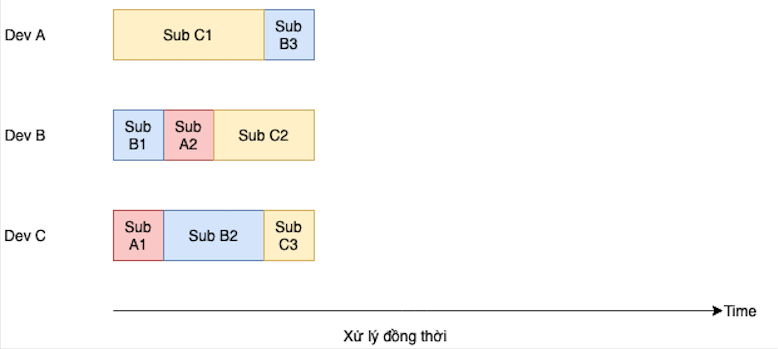 Dev A
Sub C1
Sub
B3
Dev B
Sub
B1
Sub
A2
Sub C2
Dev C
Sub
A1
Sub B2
Sub
C3
Time
Xử lý đồng thời